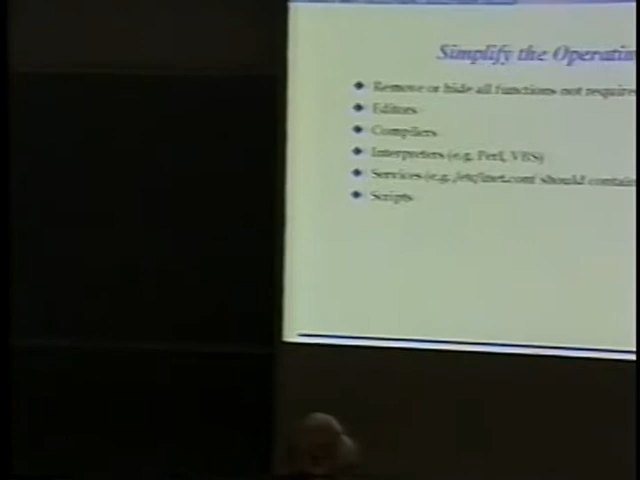 Simplify the Operatin
Remove or hide all functions not require
Editors
Compilers
Interpreters (e.g. Perl, VBS)
Services (e.g. /etc/inet.conf should contain
Scripts